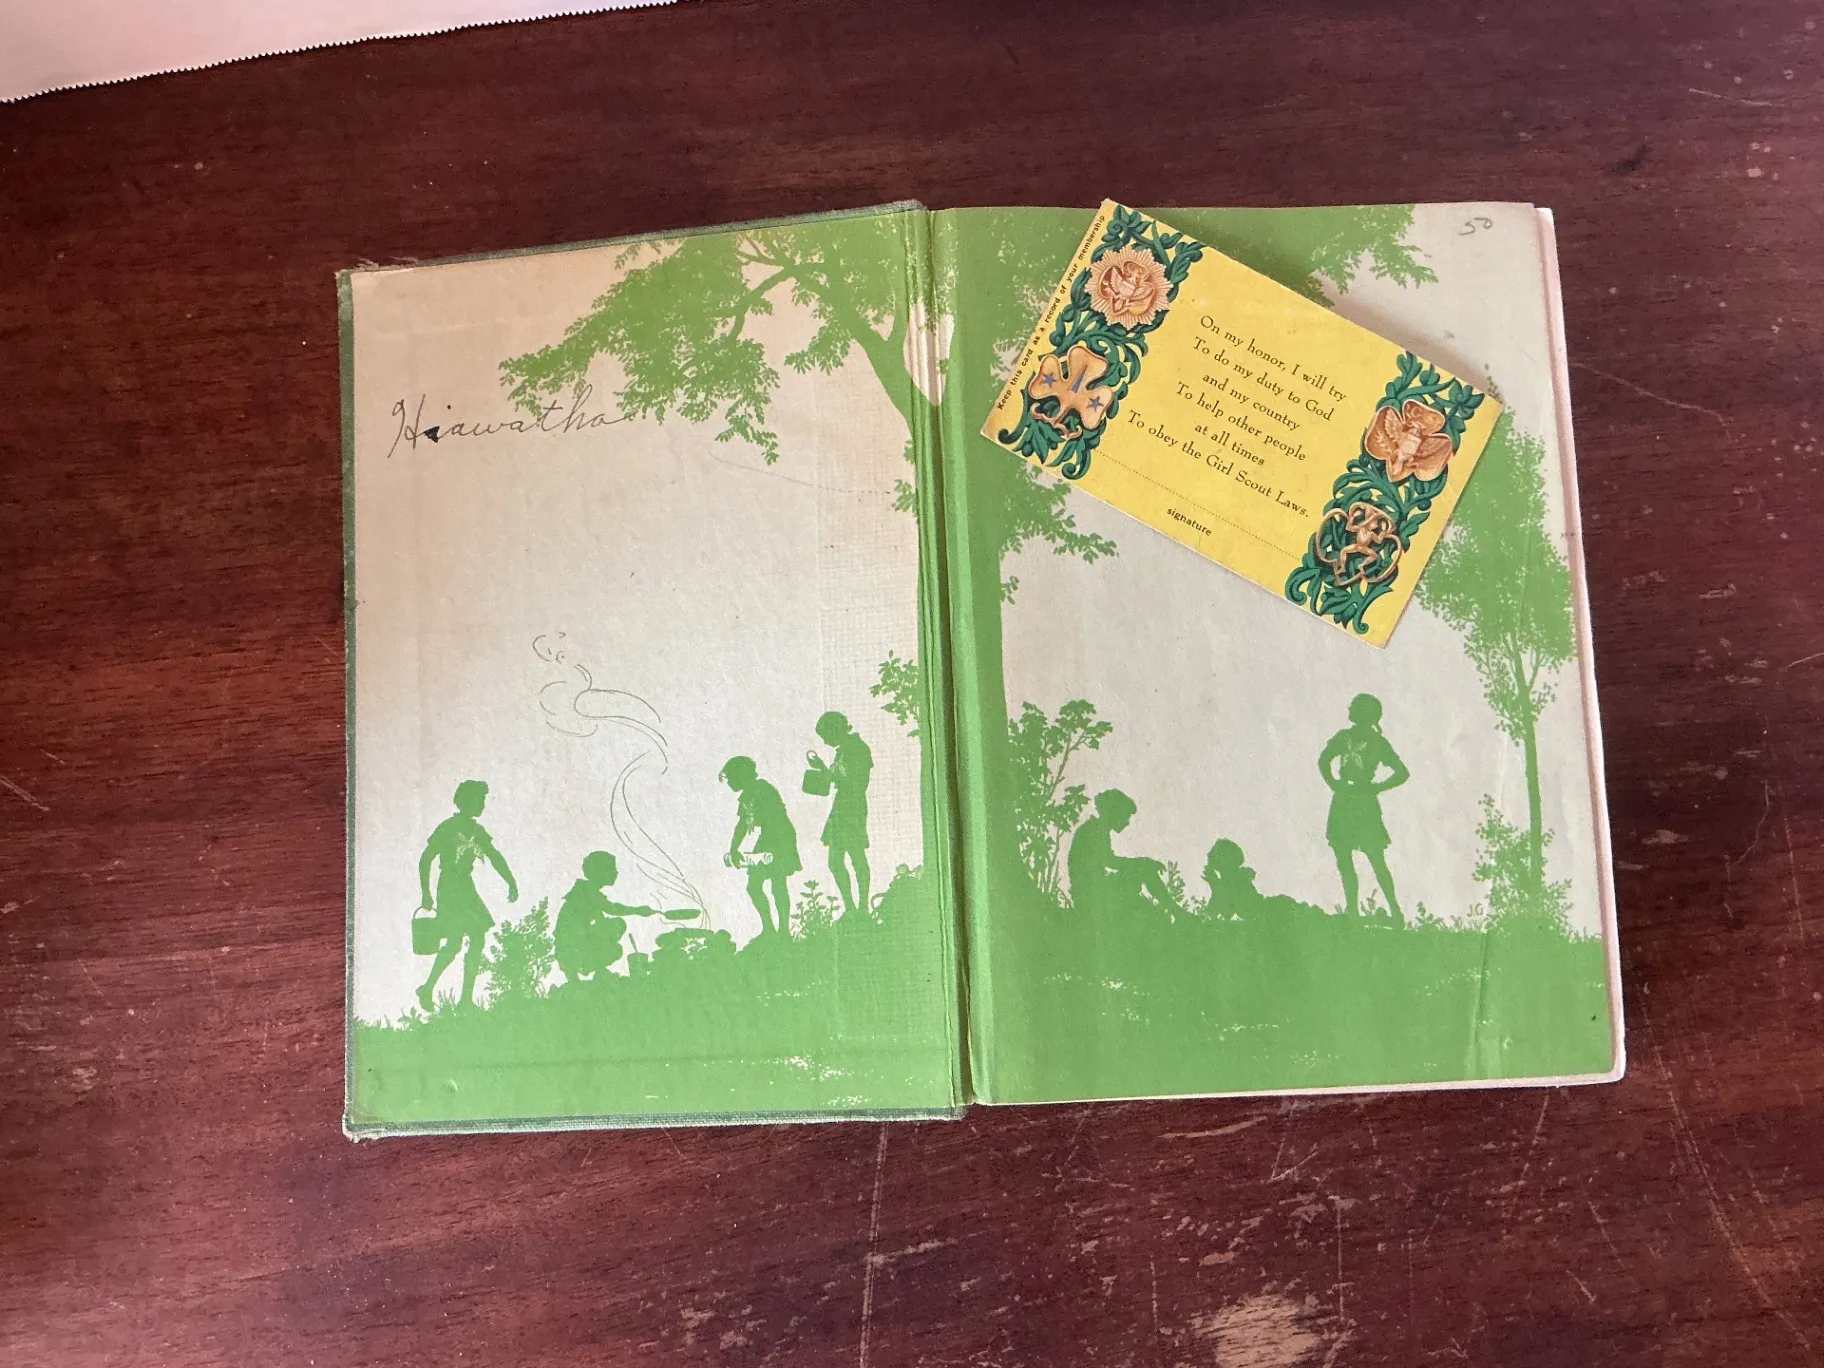 Hiawatha
50
Keep this card as a record of your membership
On my honor, I will try
To do my duty to God
and my country
To help other people
at all times
To obey the Girl Scout Laws.
signature
J.G